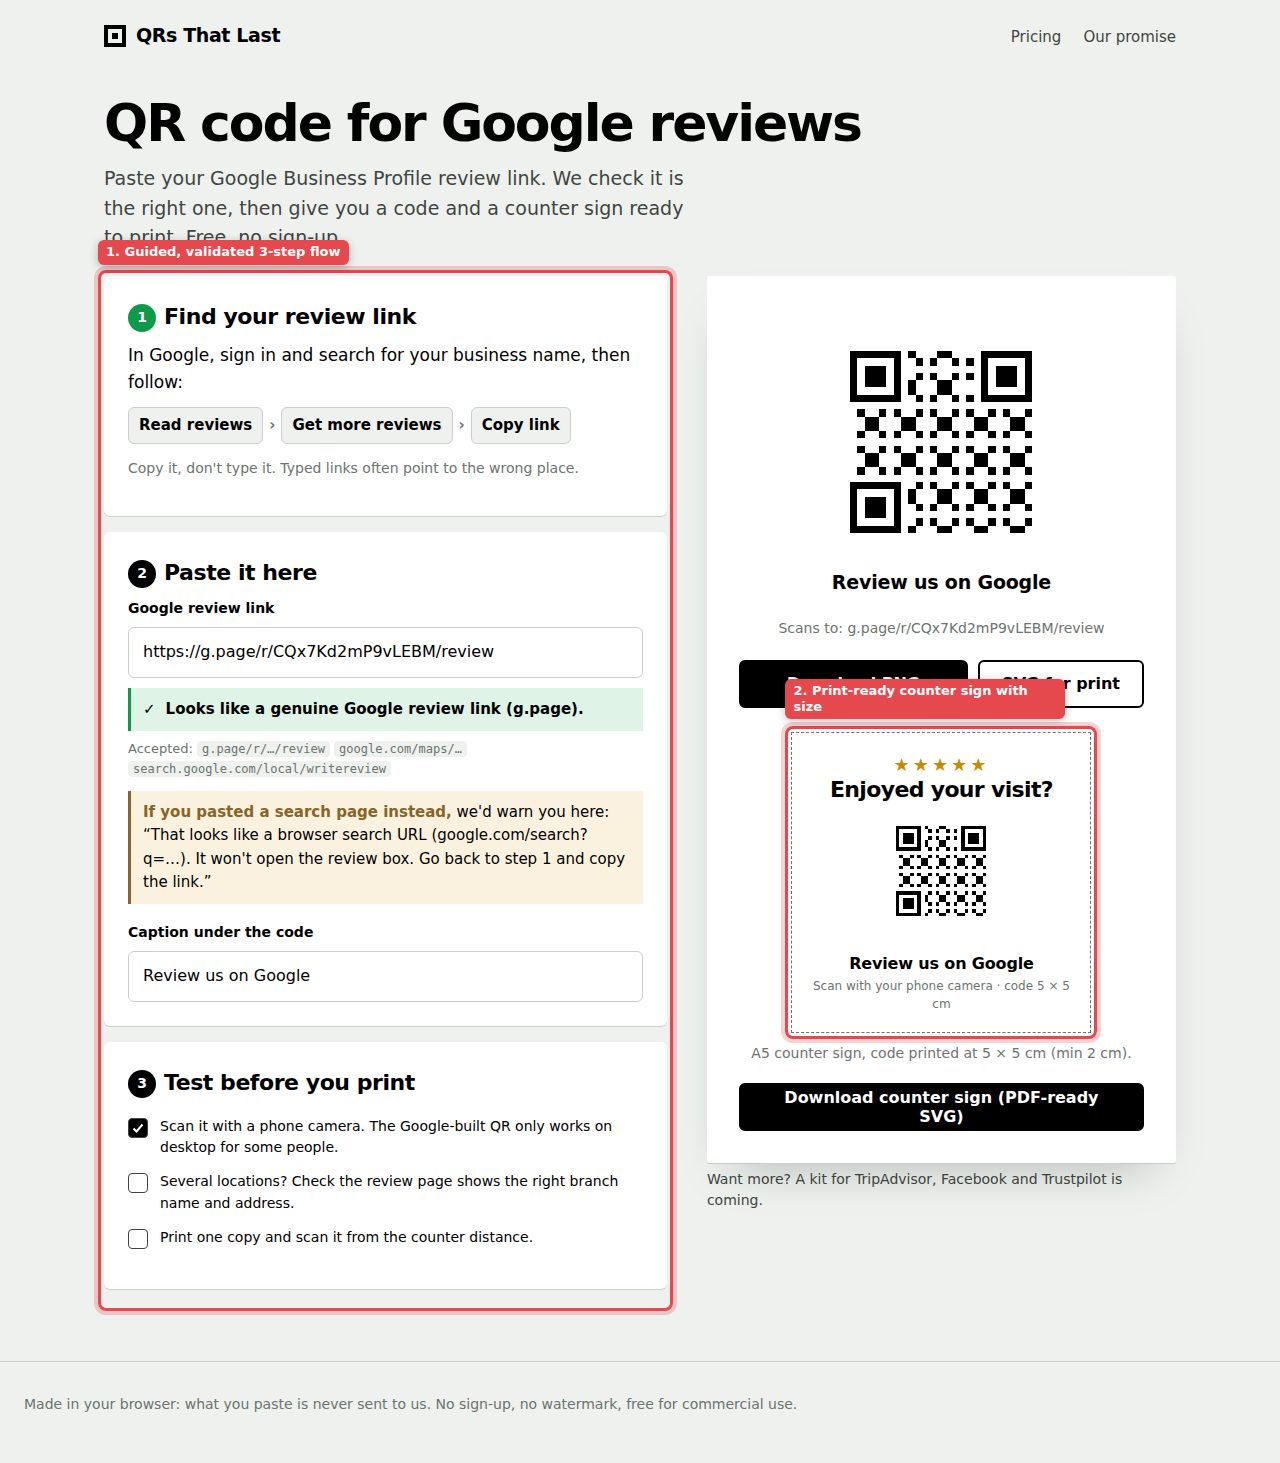 QRs That Last
Pricing
Our promise
QR code for Google reviews
Paste your Google Business Profile review link. We check it is
the right one, then give you a code and a counter sign ready
to print. Free, no sign-up.
1. Guided, validated 3-step flow
1 Find your review link
In Google, sign in and search for your business name, then
follow:
Read reviews › Get more reviews › Copy link
Copy it, don't type it. Typed links often point to the wrong place.
2 Paste it here
Google review link
https://g.page/r/CQx7Kd2mP9vLEBM/review
✓ Looks like a genuine Google review link (g.page).
Accepted: g.page/r/…/review google.com/maps/…
search.google.com/local/writereview
If you pasted a search page instead, we'd warn you here:
“That looks like a browser search URL (google.com/search?
q=…). It won't open the review box. Go back to step 1 and copy
the link.”
Caption under the code
Review us on Google
3 Test before you print
Scan it with a phone camera. The Google-built QR only works on
desktop for some people.
Several locations? Check the review page shows the right branch
name and address.
Print one copy and scan it from the counter distance.
Review us on Google
Scans to: g.page/r/CQx7Kd2mP9vLEBM/review
print
2. Print-ready counter sign with
size
★★★★★
Enjoyed your visit?
Review us on Google
Scan with your phone camera · code 5 × 5
cm
A5 counter sign, code printed at 5 × 5 cm (min 2 cm).
Download counter sign (PDF-ready
SVG)
Want more? A kit for TripAdvisor, Facebook and Trustpilot is
coming.
Made in your browser: what you paste is never sent to us. No sign-up, no watermark, free for commercial use.